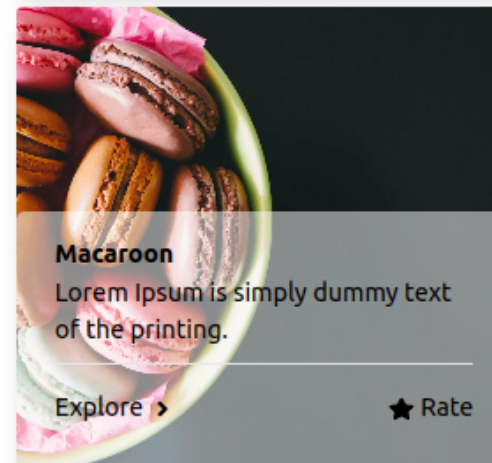 Macaroon
Lorem Ipsum is simply dummy text
of the printing.
Explore
Rate